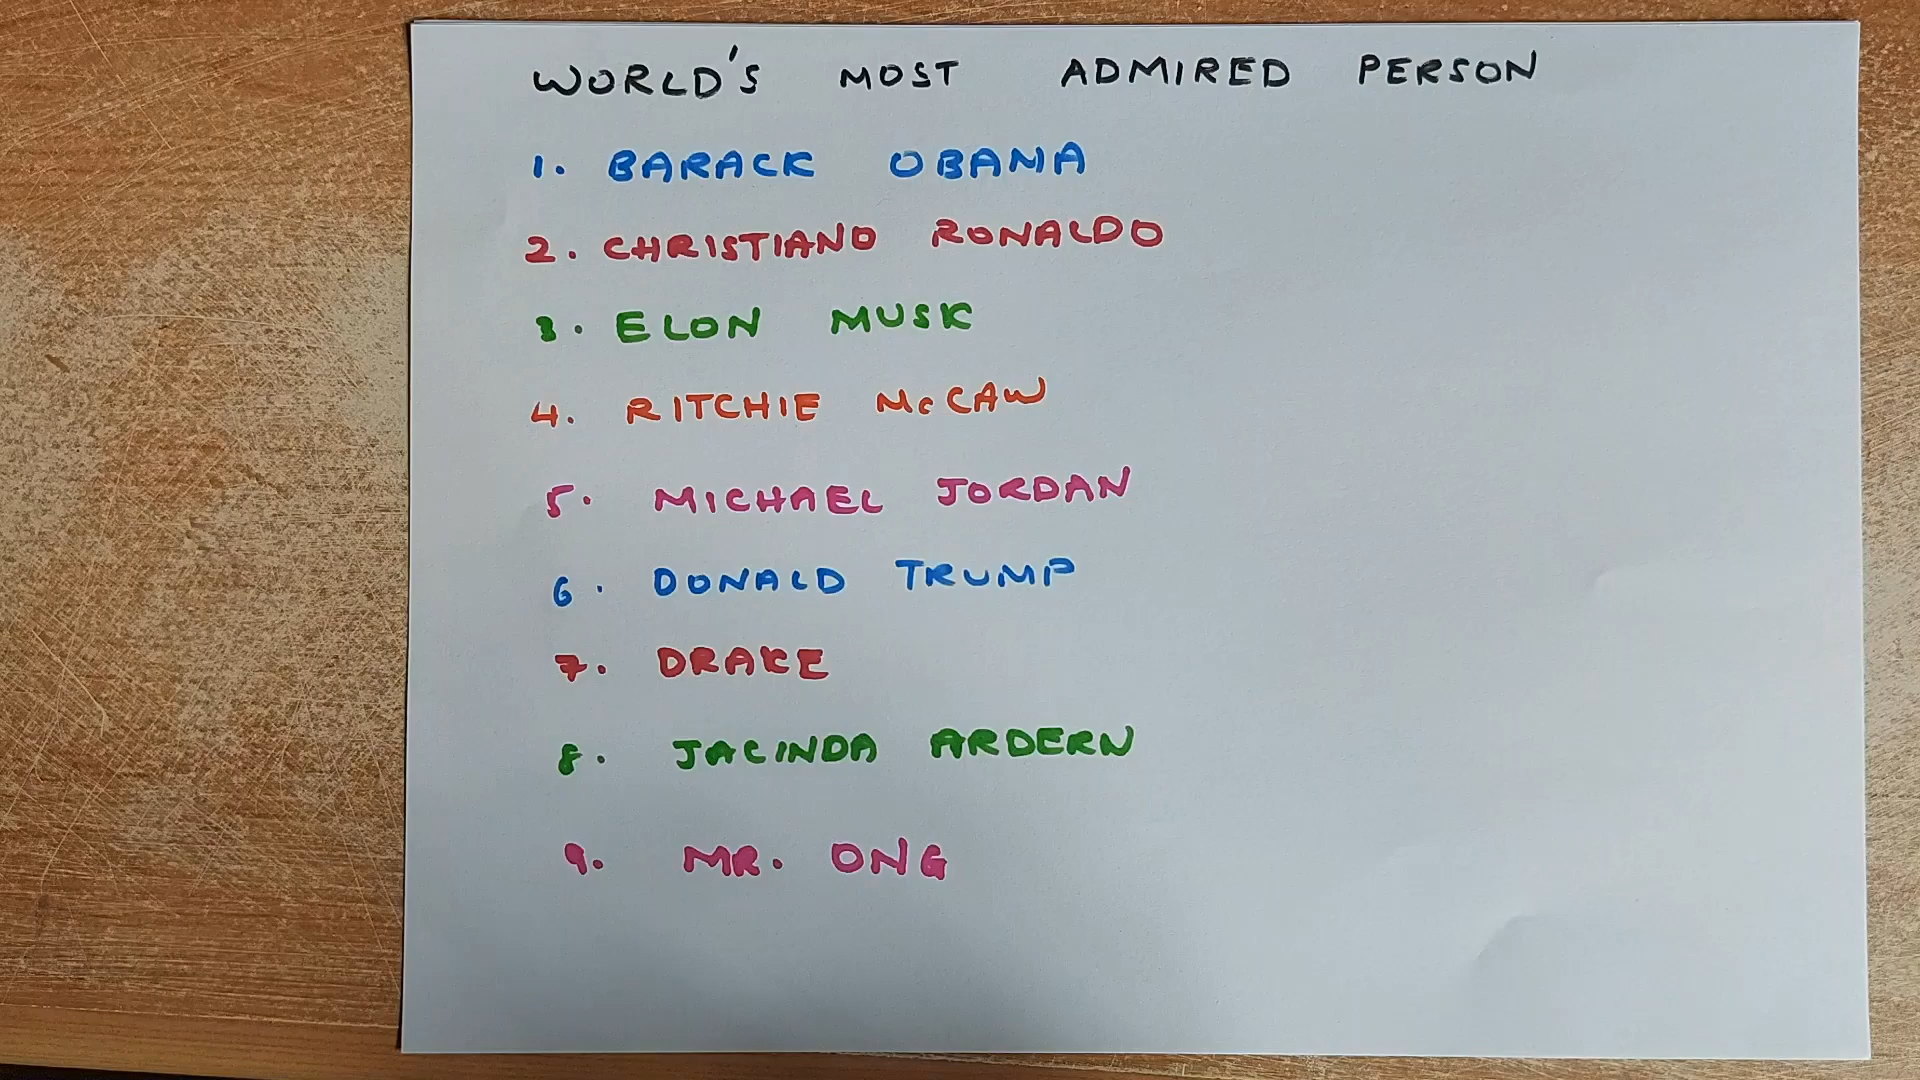 WORLD'S MOST ADMIRED PERSON
1. BARACK OBAMA
2. CHRISTIANO RONALDO
3. ELON MUSK
4. RITCHIE McCAW
5. MICHAEL JORDAN
6. DONALD TRUMP
7. DRAKE
8. JACINDA ARDERN
9. MR. ONG